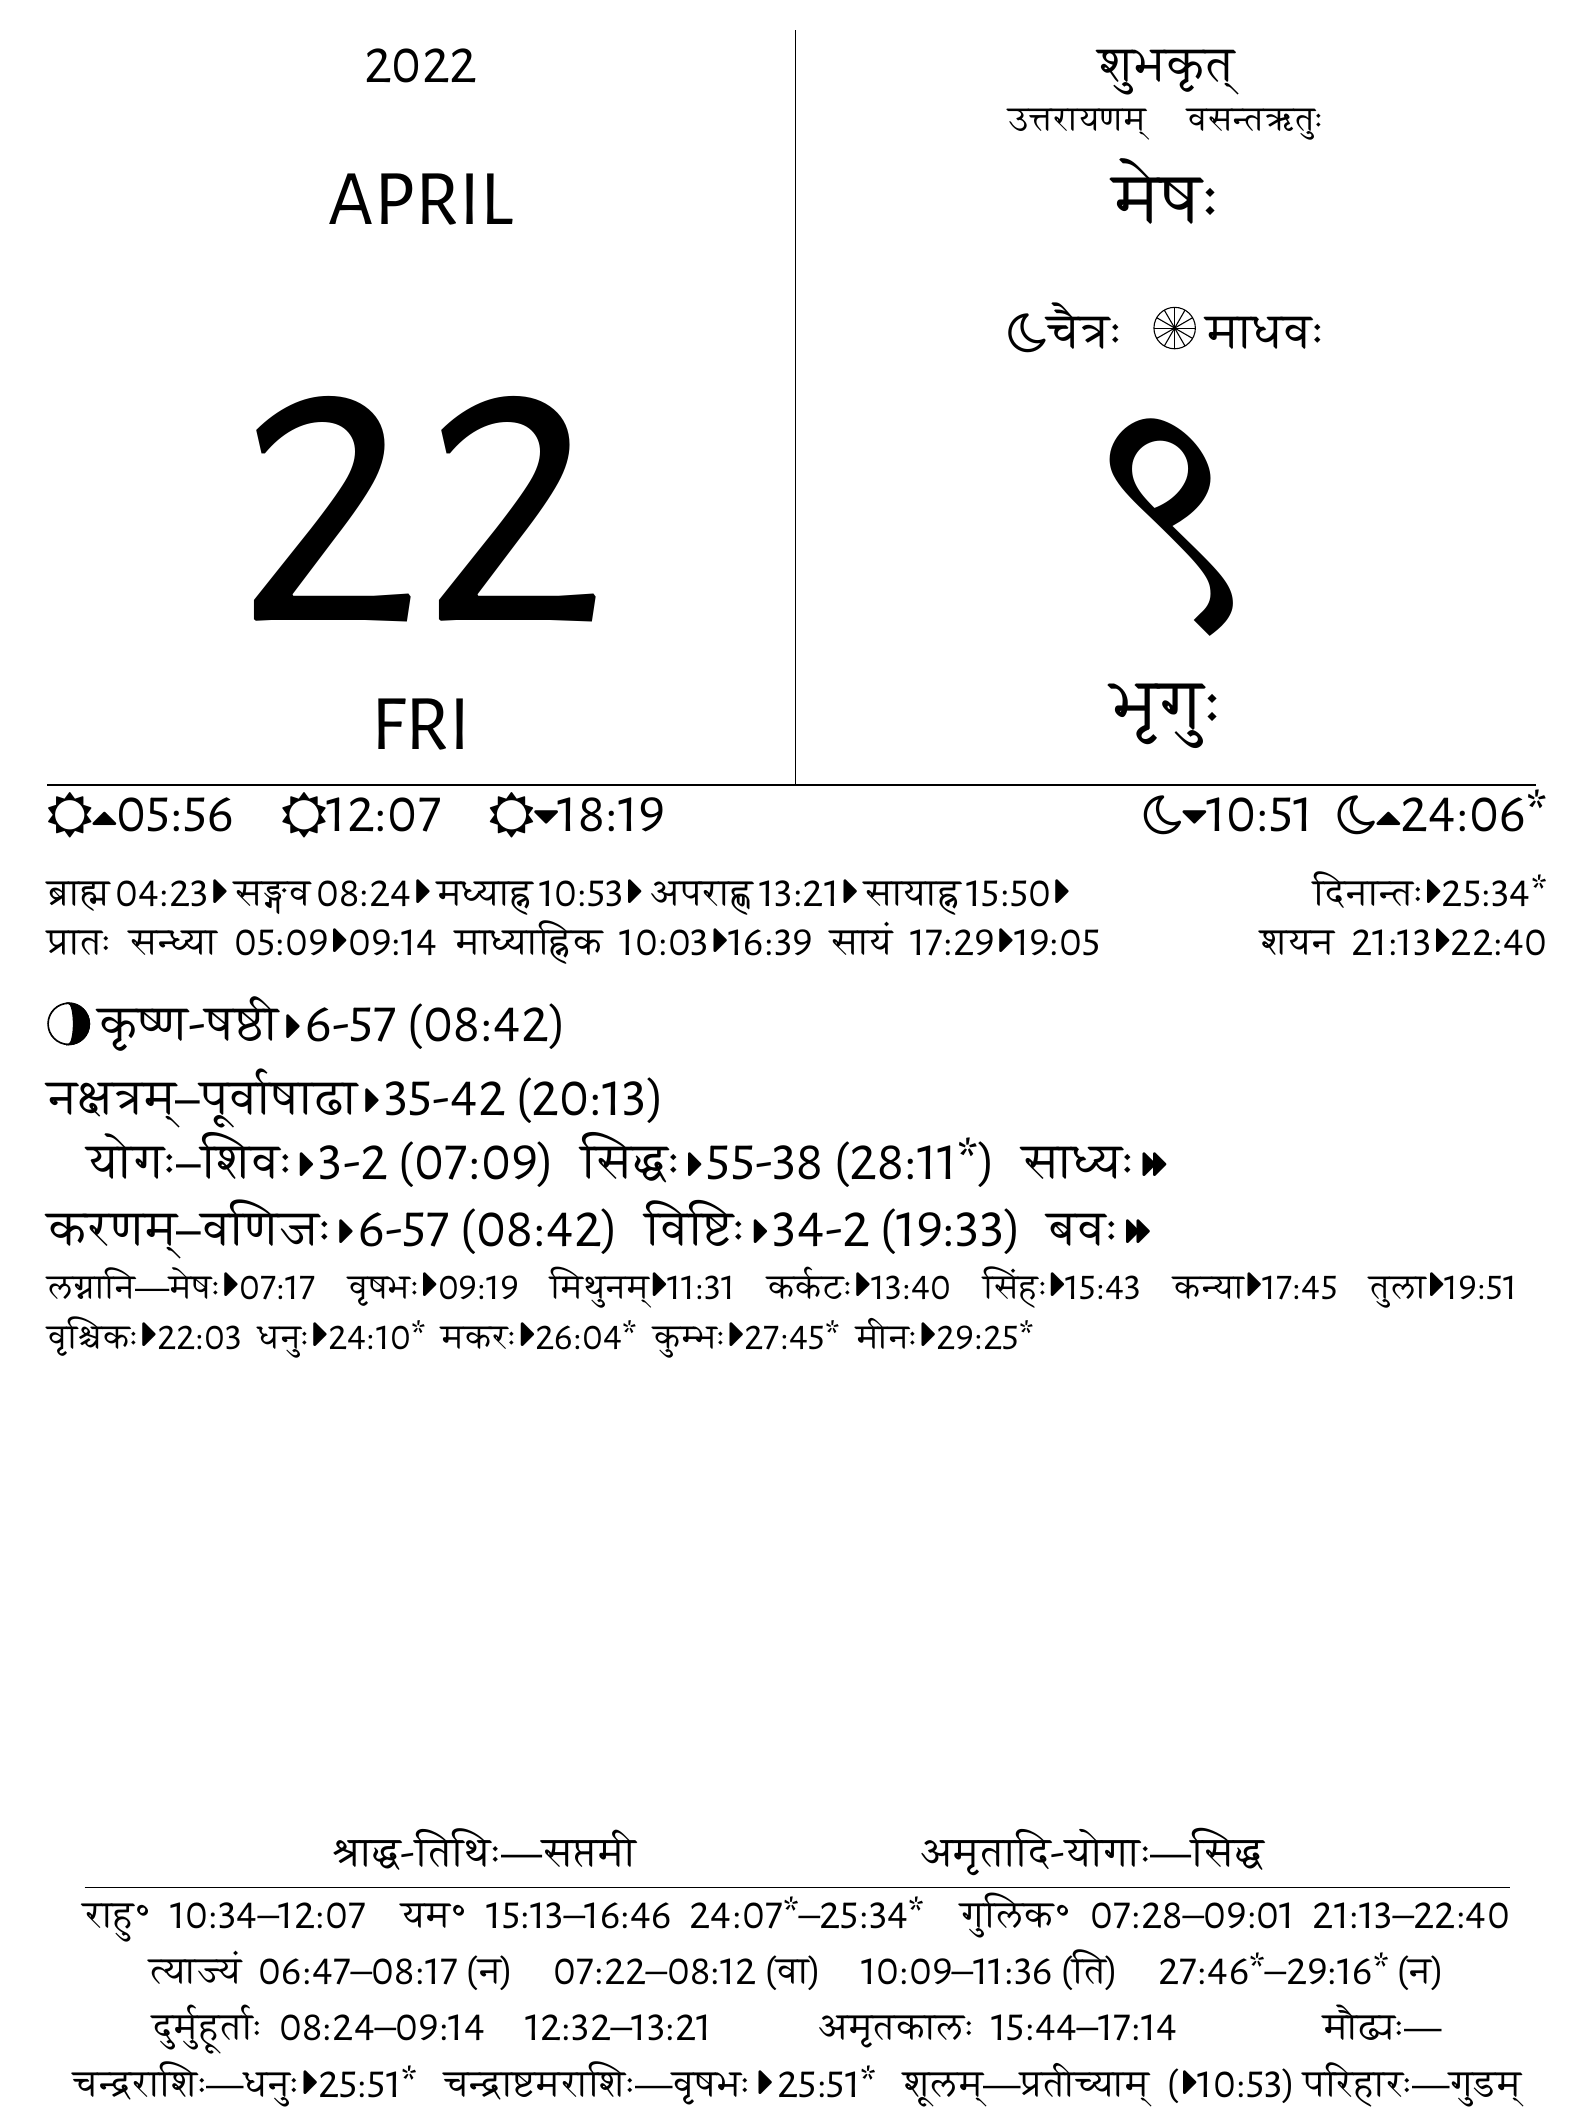 2022
APRIL
22
FRI
शुभकृत्
उत्तरायणम् वसन्तऋतुः
मेषः
चैत्रः माधवः
९
भृगुः
05:56 12:07 18:19 10:51 24:06*
ब्राह्म 04:23 सङ्गव 08:24 मध्याह्न 10:53 अपराह्ण 13:21 सायाह्न 15:50 दिनान्तः 25:34*
प्रातः सन्ध्या 05:09 09:14 माध्याह्निक 10:03 16:39 सायं 17:29 19:05 शयन 21:13 22:40
कृष्ण-षष्ठी 6-57 (08:42)
नक्षत्रम्–पूर्वाषाढा 35-42 (20:13)
योगः–शिवः 3-2 (07:09) सिद्धः 55-38 (28:11*) साध्यः
करणम्–वणिजः 6-57 (08:42) विष्टिः 34-2 (19:33) बवः
लग्नानि—मेषः 07:17 वृषभः 09:19 मिथुनम् 11:31 कर्कटः 13:40 सिंहः 15:43 कन्या 17:45 तुला 19:51
वृश्चिकः 22:03 धनुः 24:10* मकरः 26:04* कुम्भः 27:45* मीनः 29:25*
श्राद्ध-तिथिः—सप्तमी अमृतादि-योगाः—सिद्ध
राहु॰ 10:34–12:07 यम॰ 15:13–16:46 24:07*–25:34* गुलिक॰ 07:28–09:01 21:13–22:40
त्याज्यं 06:47–08:17 (न) 07:22–08:12 (वा) 10:09–11:36 (ति) 27:46*–29:16* (न)
दुर्मुहूर्ताः 08:24–09:14 12:32–13:21 अमृतकालः 15:44–17:14 मौढ्यः—
चन्द्रराशिः—धनुः 25:51* चन्द्राष्टमराशिः—वृषभः 25:51* शूलम्—प्रतीच्याम् ( 10:53) परिहारः—गुडम्